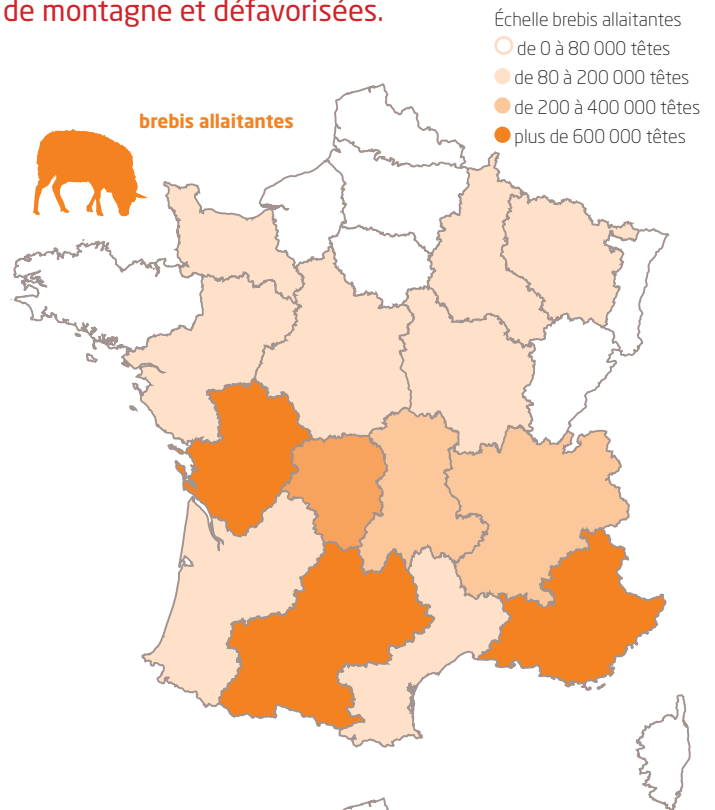 de montagne et défavorisées.
Échelle brebis allaitantes
de 0 à 80 000 têtes
de 80 à 200 000 têtes
de 200 à 400 000 têtes
plus de 600 000 têtes
brebis allaitantes